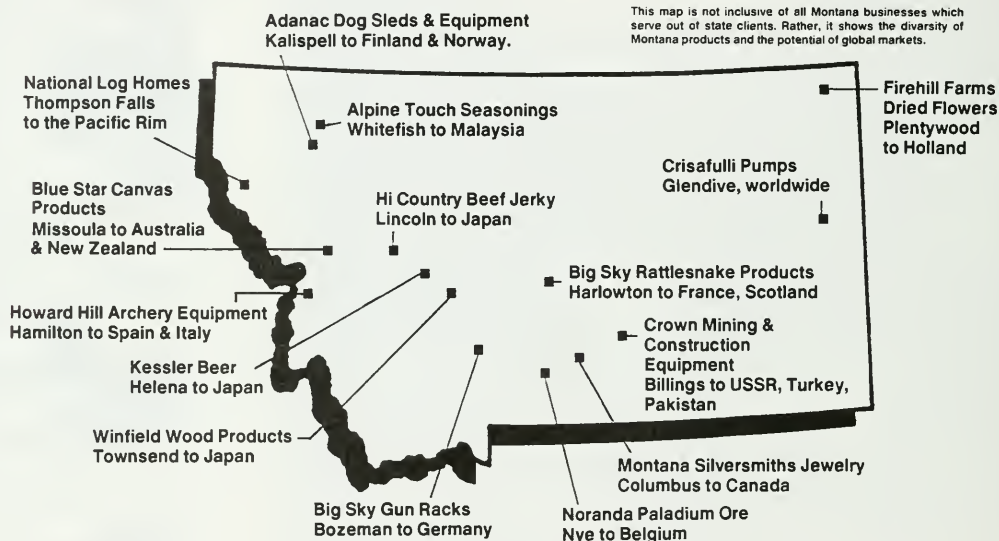 This map is not inclusive of all Montana businesses which
serve out of state clients. Rather, it shows the diversity of
Montana products and the potential of global markets.
Adanac Dog Sleds & Equipment
Kalispell to Finland & Norway.
National Log Homes
Thompson Falls
to the Pacific Rim
Alpine Touch Seasonings
Whitefish to Malaysia
Firehill Farms
Dried Flowers
Plentywood
to Holland
Crisafulli Pumps
Glendive, worldwide
Blue Star Canvas
Products
Missoula to Australia
& New Zealand
Hi Country Beef Jerky
Lincoln to Japan
Big Sky Rattlesnake Products
Harlowton to France, Scotland
Howard Hill Archery Equipment
Hamilton to Spain & Italy
Crown Mining &
Construction
Equipment
Billings to USSR, Turkey,
Pakistan
Kessler Beer
Helena to Japan
Winfield Wood Products
Townsend to Japan
Montana Silversmiths Jewelry
Columbus to Canada
Big Sky Gun Racks
Bozeman to Germany
Noranda Paladium Ore
Nye to Belgium